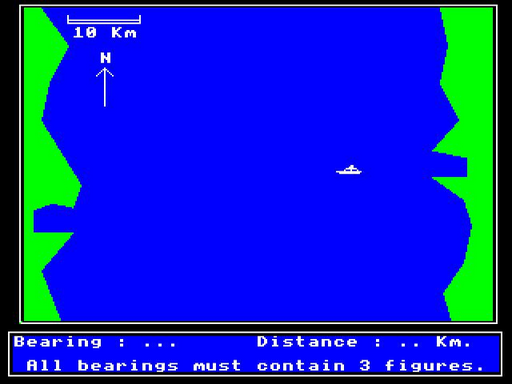 10 Km
N
Bearing : ... Distance : .. Km.
All bearings must contain 3 figures.